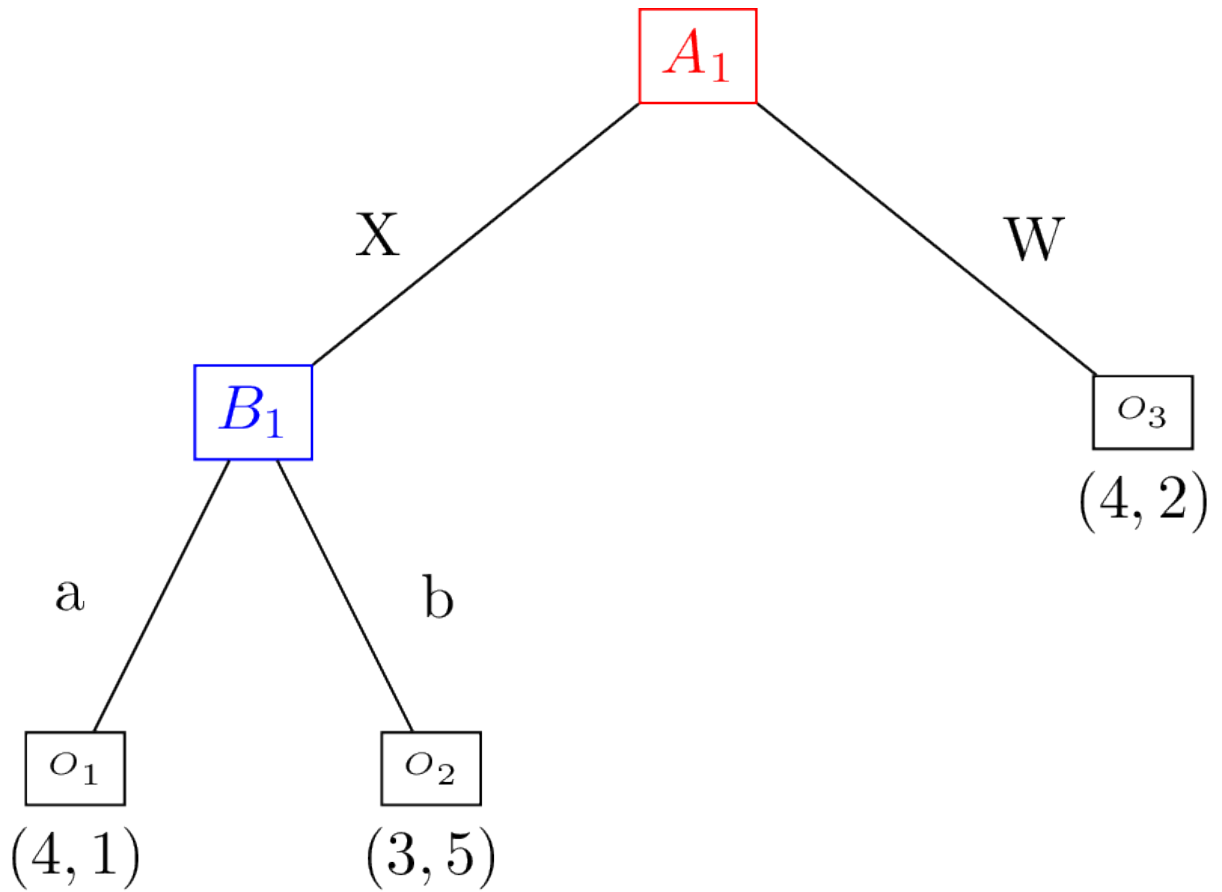 A₁
X W
B₁ o₃
(4, 2)
a b
o₁ o₂
(4, 1) (3, 5)